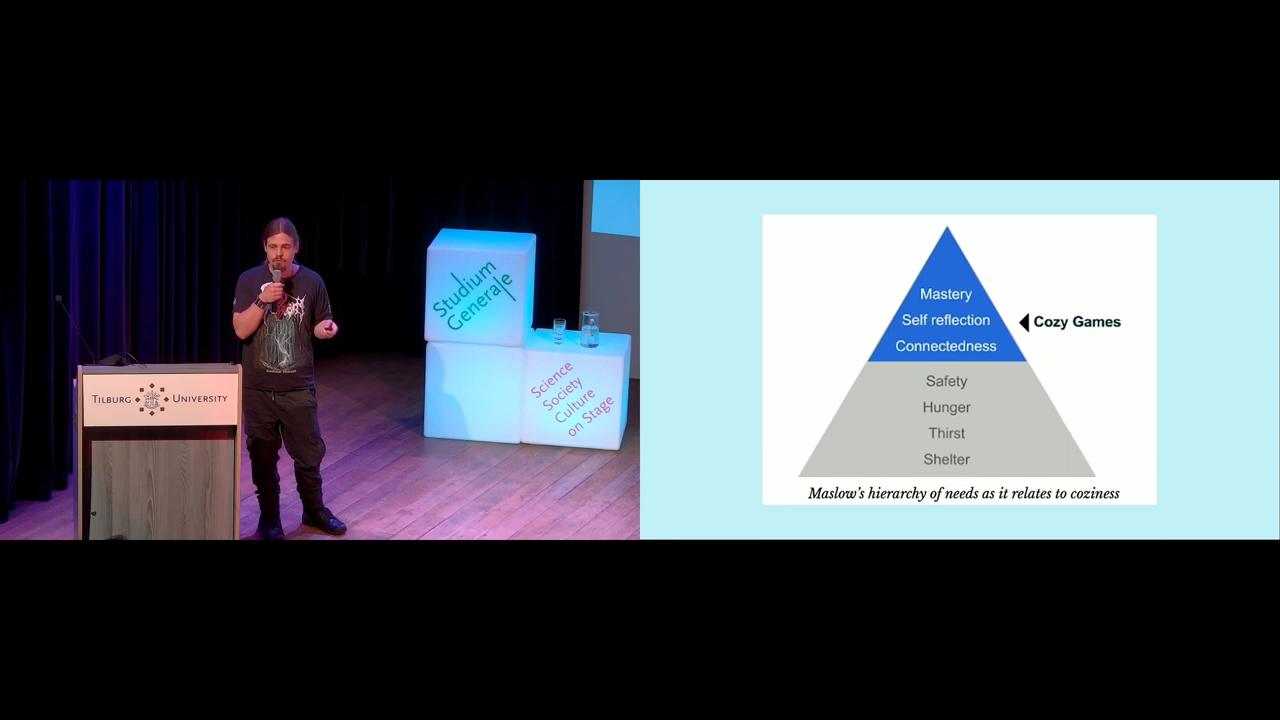 Studium
Generale
Science
Society
Culture
on Stage
TILBURG UNIVERSITY
Mastery
Self reflection
Connectedness
Cozy Games
Safety
Hunger
Thirst
Shelter
Maslow's hierarchy of needs as it relates to coziness